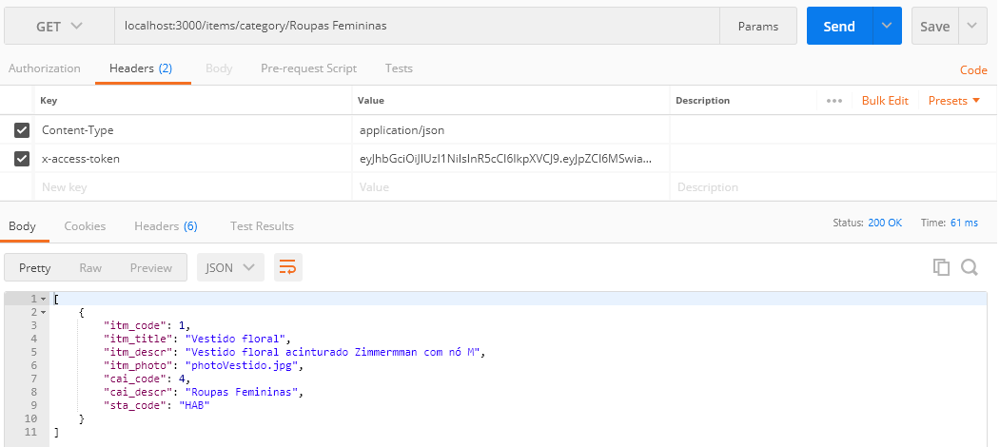 GET localhost:3000/items/category/Roupas Femininas Params Send Save
Authorization Headers (2) Body Pre-request Script Tests Code
Key Value Description ••• Bulk Edit Presets
Content-Type application/json
x-access-token eyJhbGciOiJIUzI1NiIsInR5cCI6IkpXVCJ9.eyJpZCI6MSwia...
New key Value Description
Body Cookies Headers (6) Test Results Status: 200 OK Time: 61 ms
Pretty Raw Preview JSON
1 [
2 {
3 "itm_code": 1,
4 "itm_title": "Vestido floral",
5 "itm_descr": "Vestido floral acinturado Zimmermman com nó M",
6 "itm_photo": "photoVestido.jpg",
7 "cai_code": 4,
8 "cai_descr": "Roupas Femininas",
9 "sta_code": "HAB"
10 }
11 ]